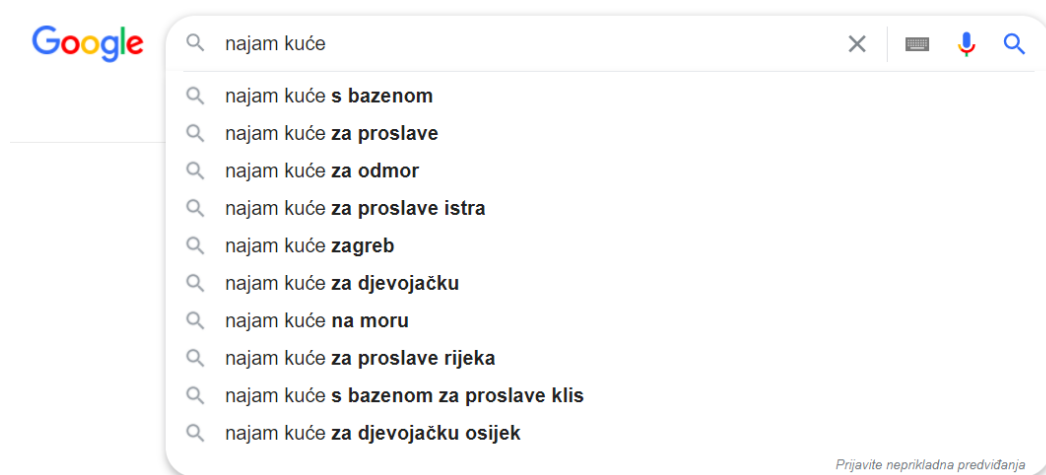 Google
najam kuće
najam kuće s bazenom
najam kuće za proslave
najam kuće za odmor
najam kuće za proslave istra
najam kuće zagreb
najam kuće za djevojačku
najam kuće na moru
najam kuće za proslave rijeka
najam kuće s bazenom za proslave klis
najam kuće za djevojačku osijek
Prijavite neprikladna predviđanja